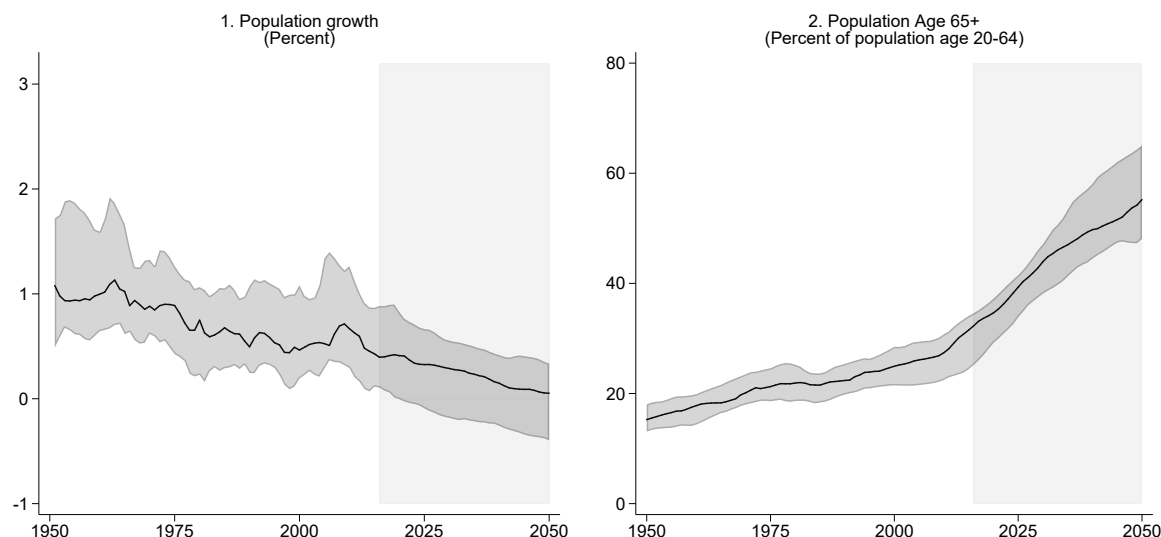 1. Population growth
(Percent)
3
2
1
0
-1
1950 1975 2000 2025 2050
2. Population Age 65+
(Percent of population age 20-64)
80
60
40
20
0
1950 1975 2000 2025 2050